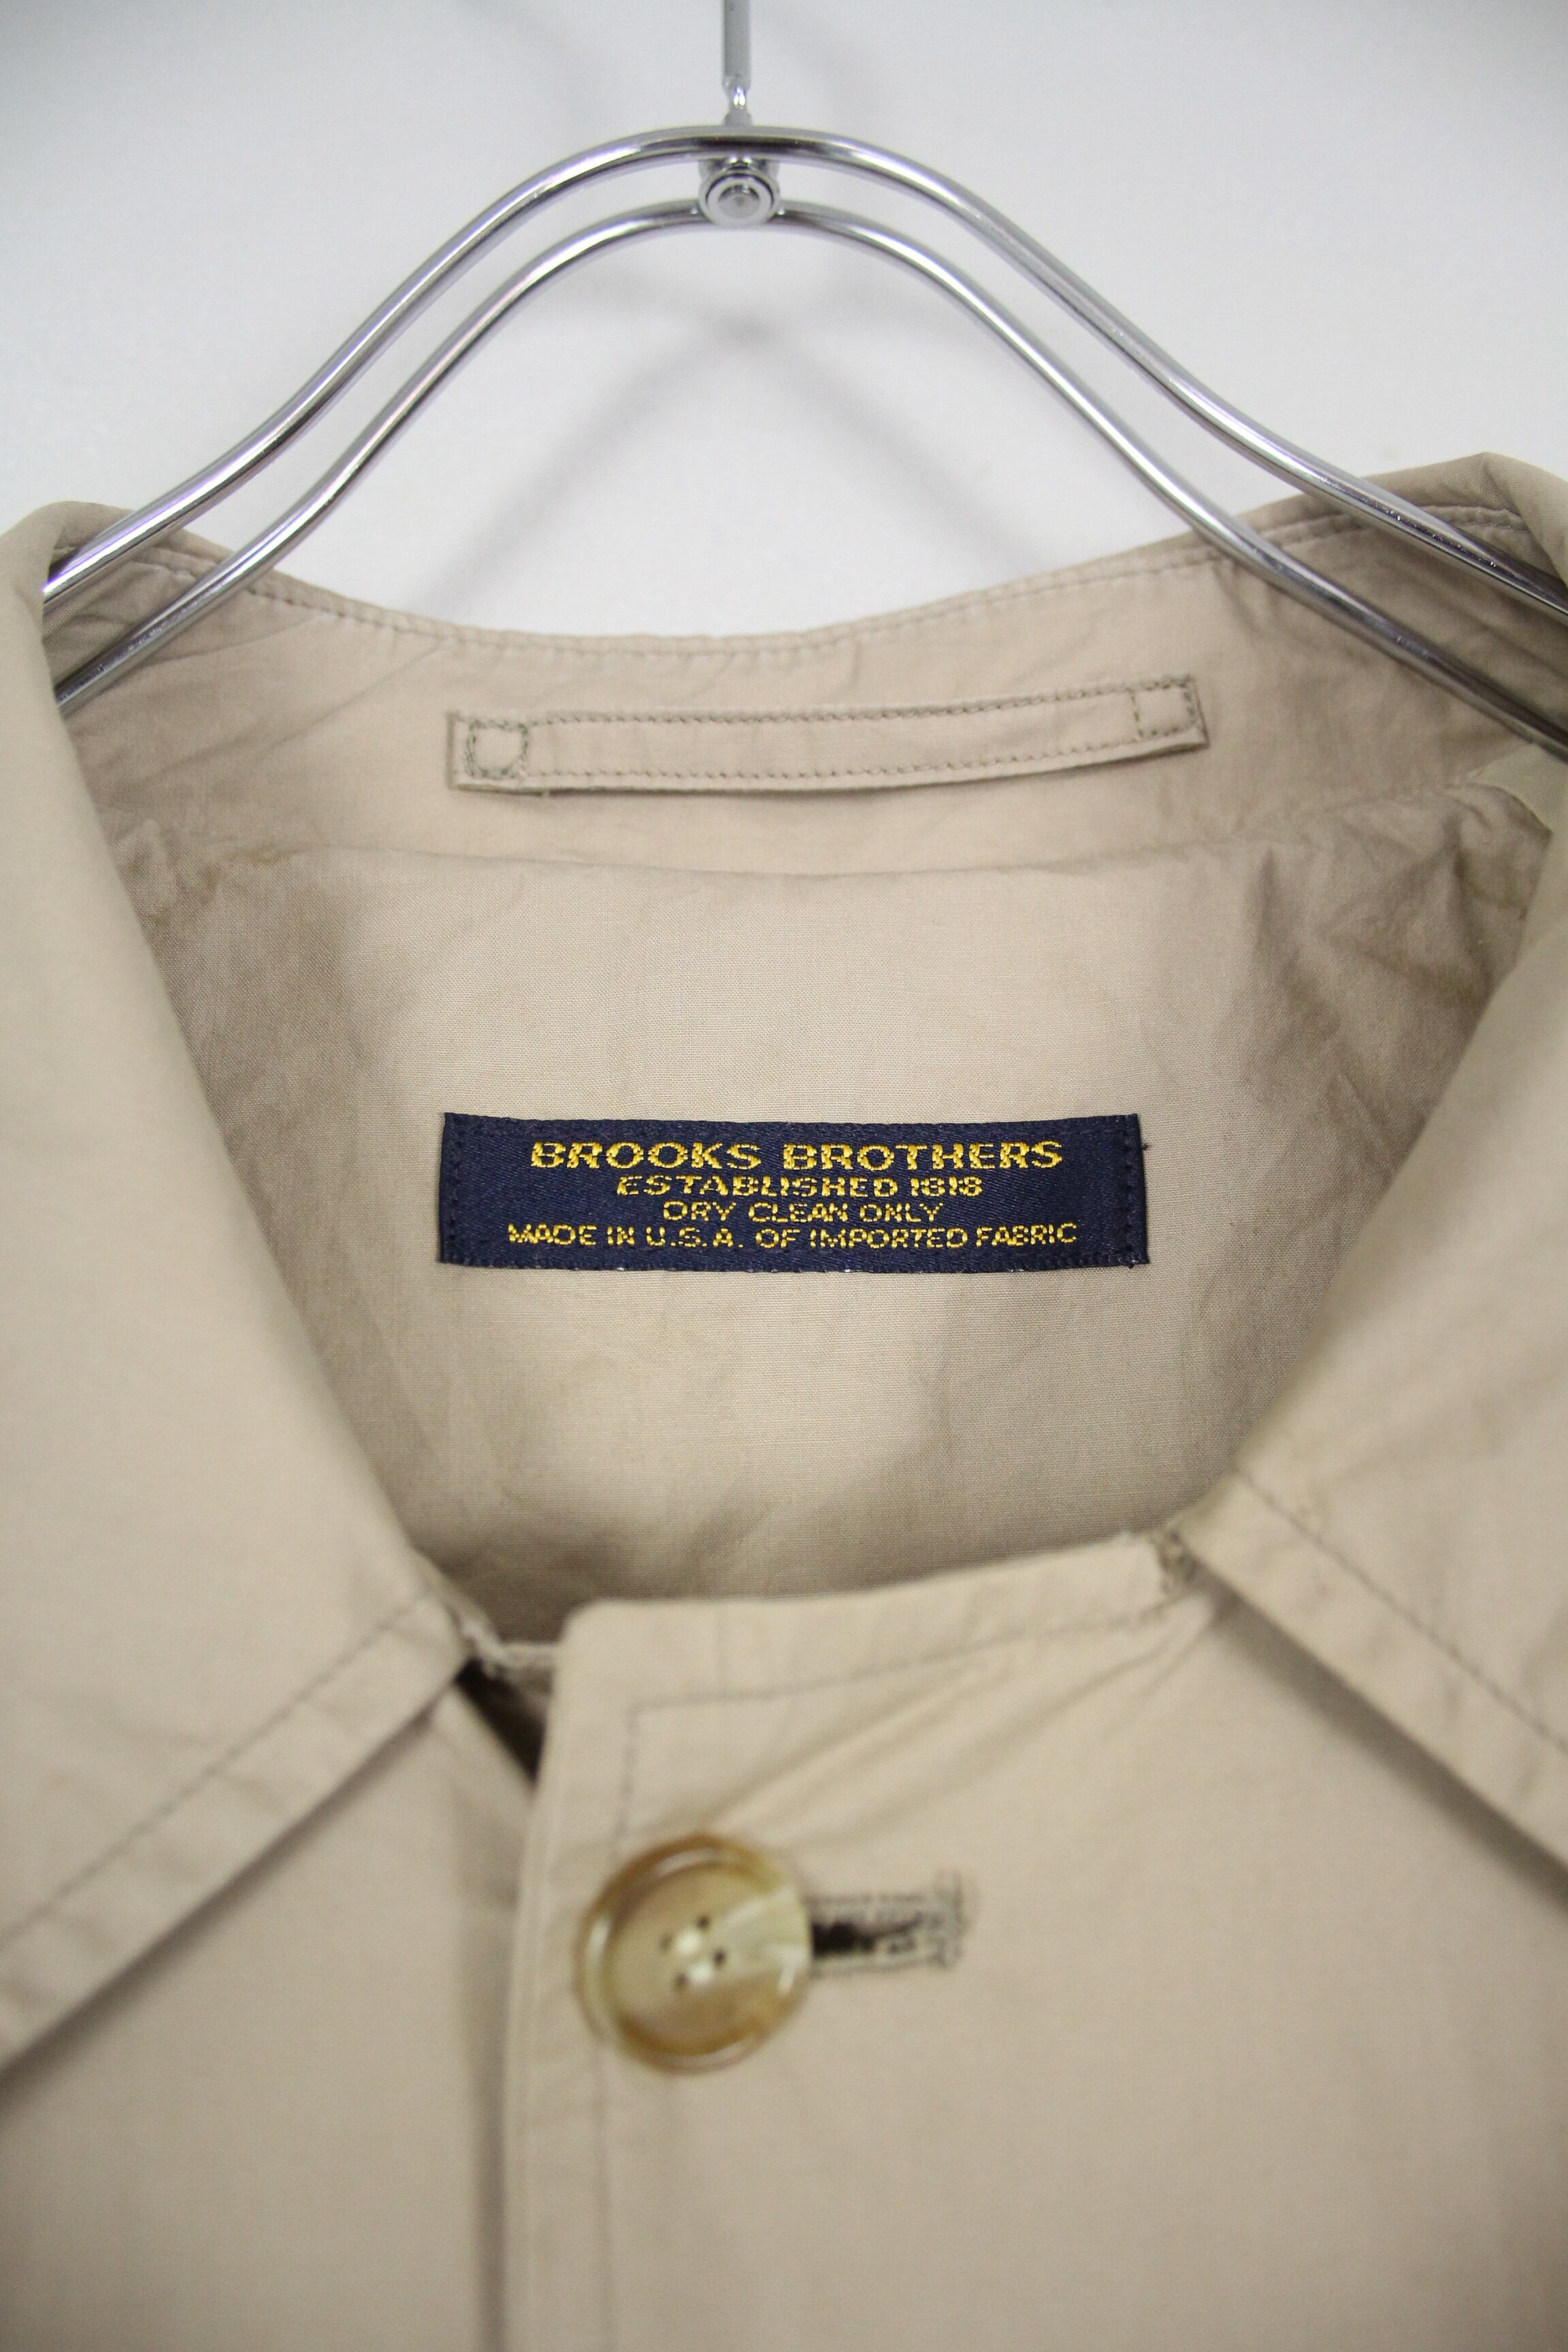 BROOKS BROTHERS
ESTABLISHED 1818
DRY CLEAN ONLY
MADE IN U.S.A. OF IMPORTED FABRIC